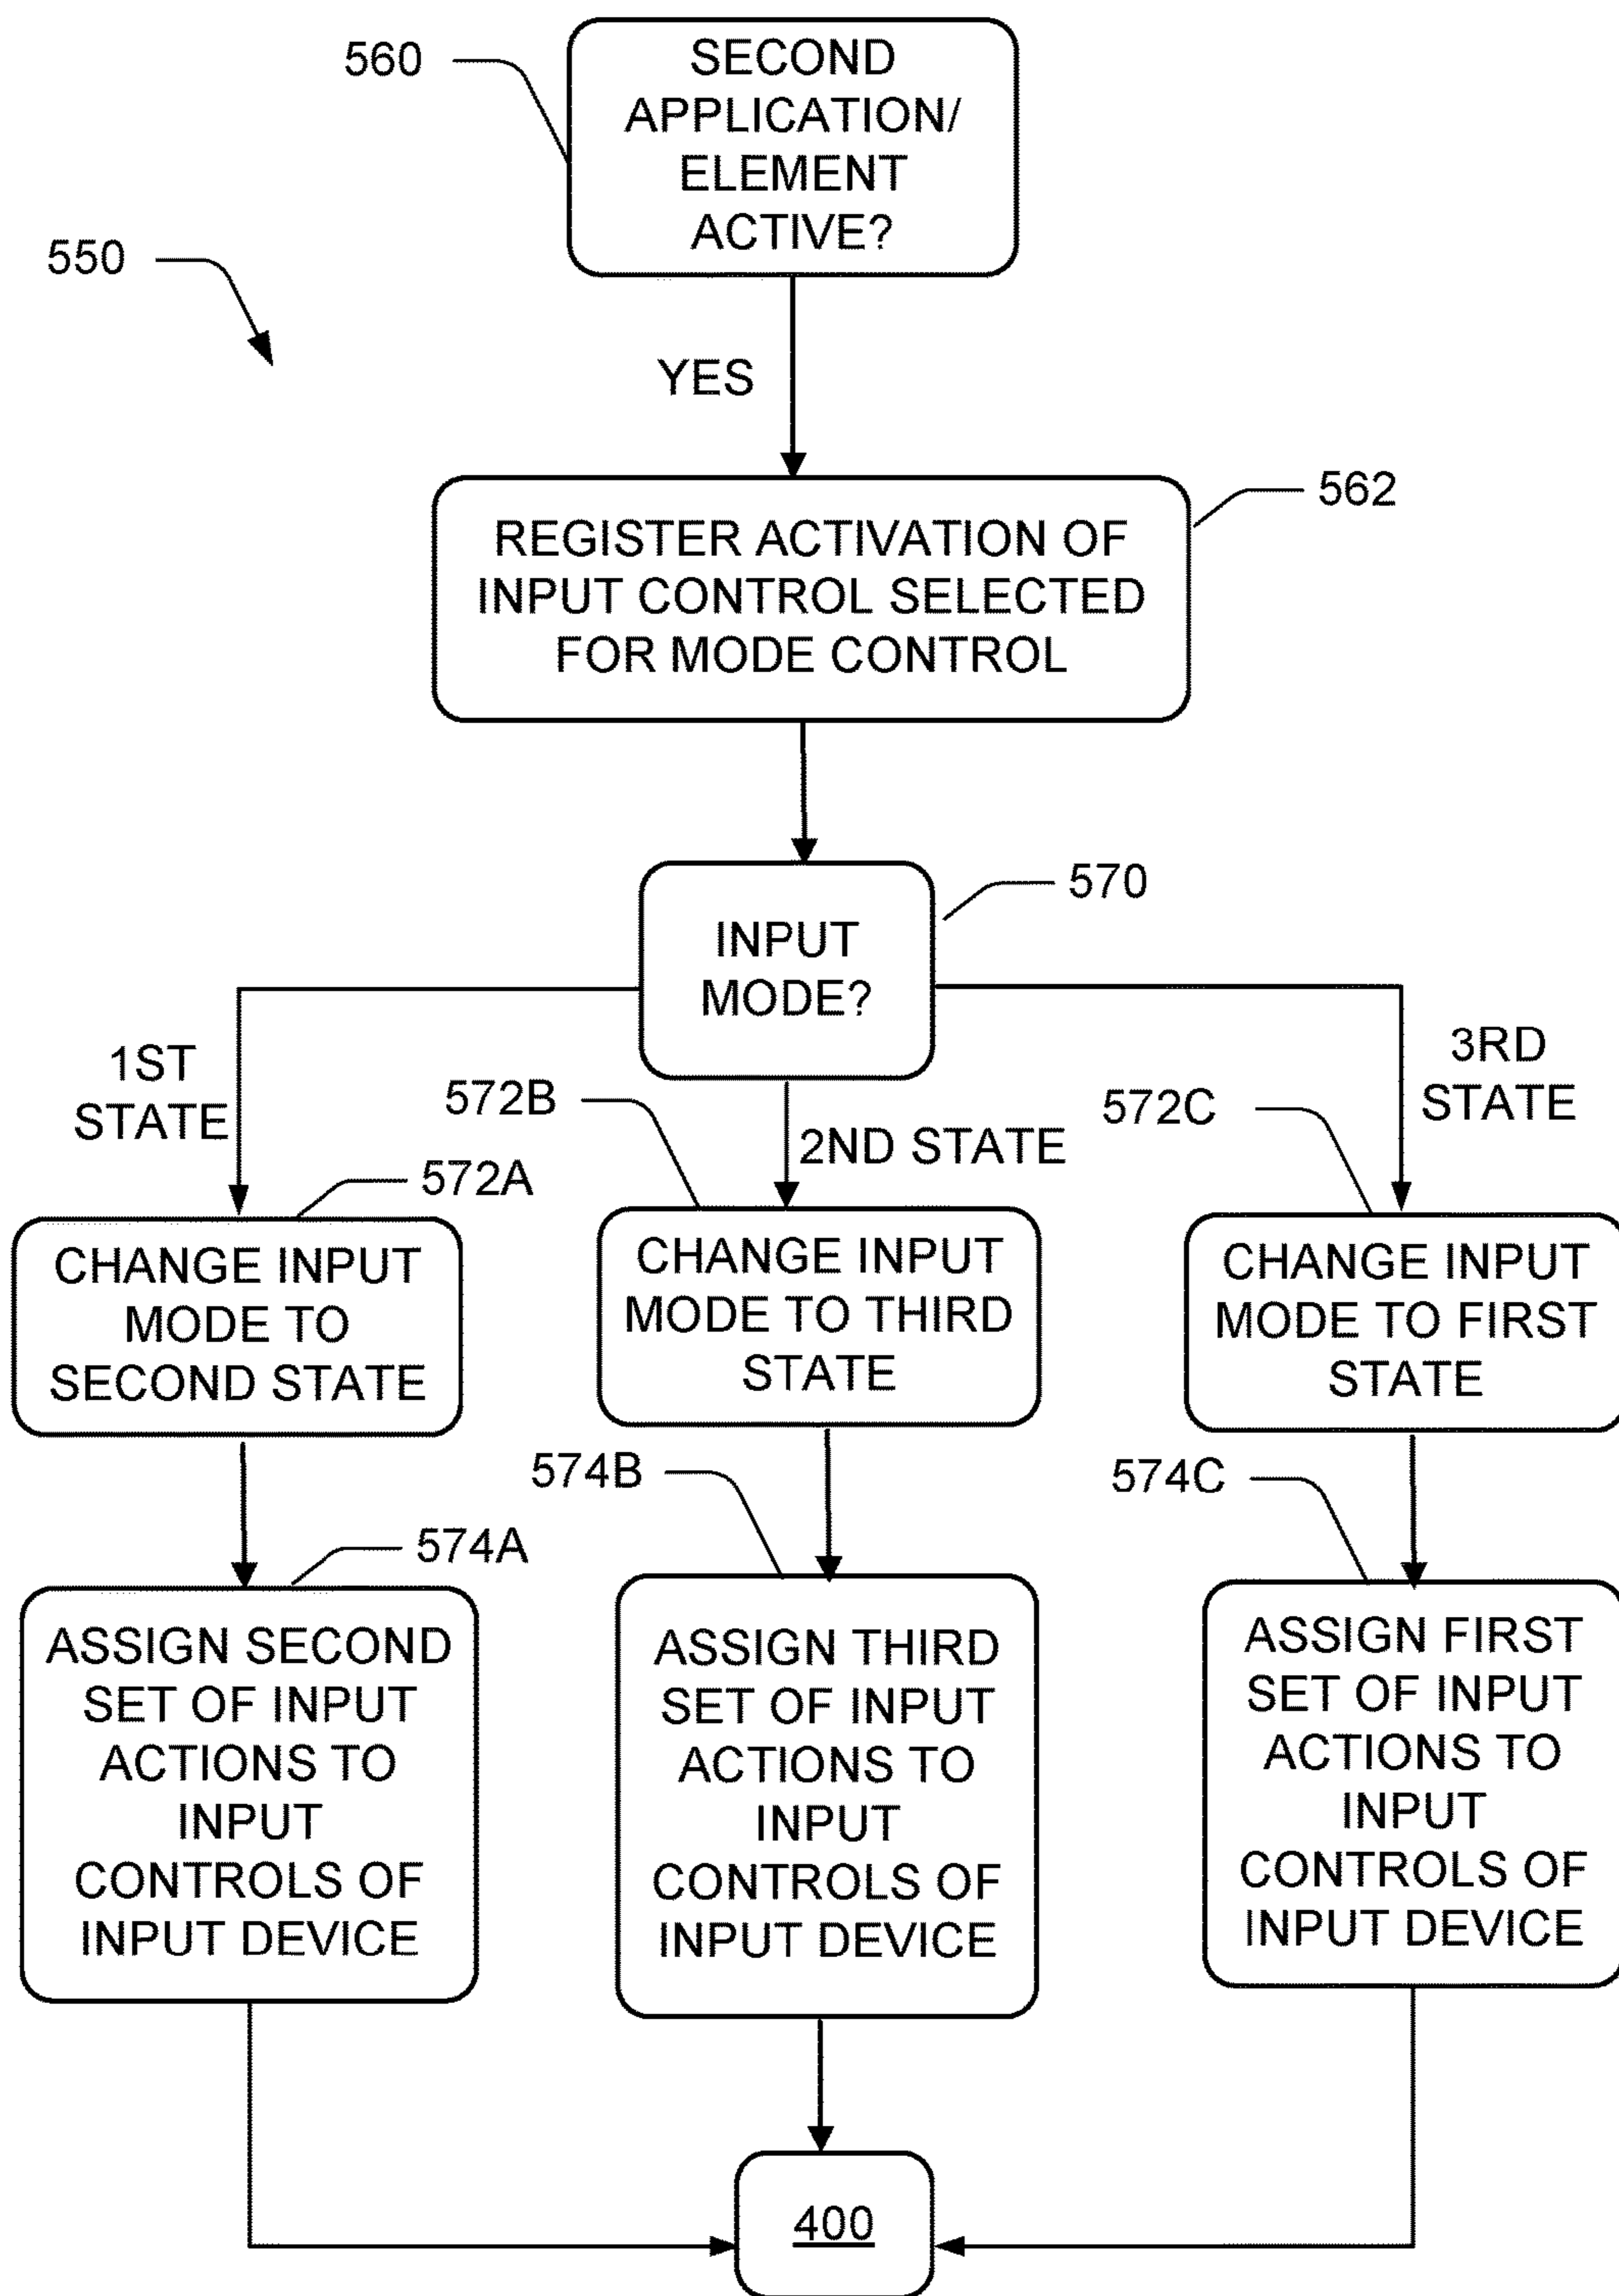 560
SECOND
APPLICATION/
ELEMENT
ACTIVE?
550
YES
562
REGISTER ACTIVATION OF
INPUT CONTROL SELECTED
FOR MODE CONTROL
570
INPUT
MODE?
1ST
STATE
572B
2ND STATE
572C
3RD
STATE
572A
CHANGE INPUT
MODE TO
SECOND STATE
CHANGE INPUT
MODE TO THIRD
STATE
CHANGE INPUT
MODE TO FIRST
STATE
574A
574B
574C
ASSIGN SECOND
SET OF INPUT
ACTIONS TO
INPUT
CONTROLS OF
INPUT DEVICE
ASSIGN THIRD
SET OF INPUT
ACTIONS TO
INPUT
CONTROLS OF
INPUT DEVICE
ASSIGN FIRST
SET OF INPUT
ACTIONS TO
INPUT
CONTROLS OF
INPUT DEVICE
400